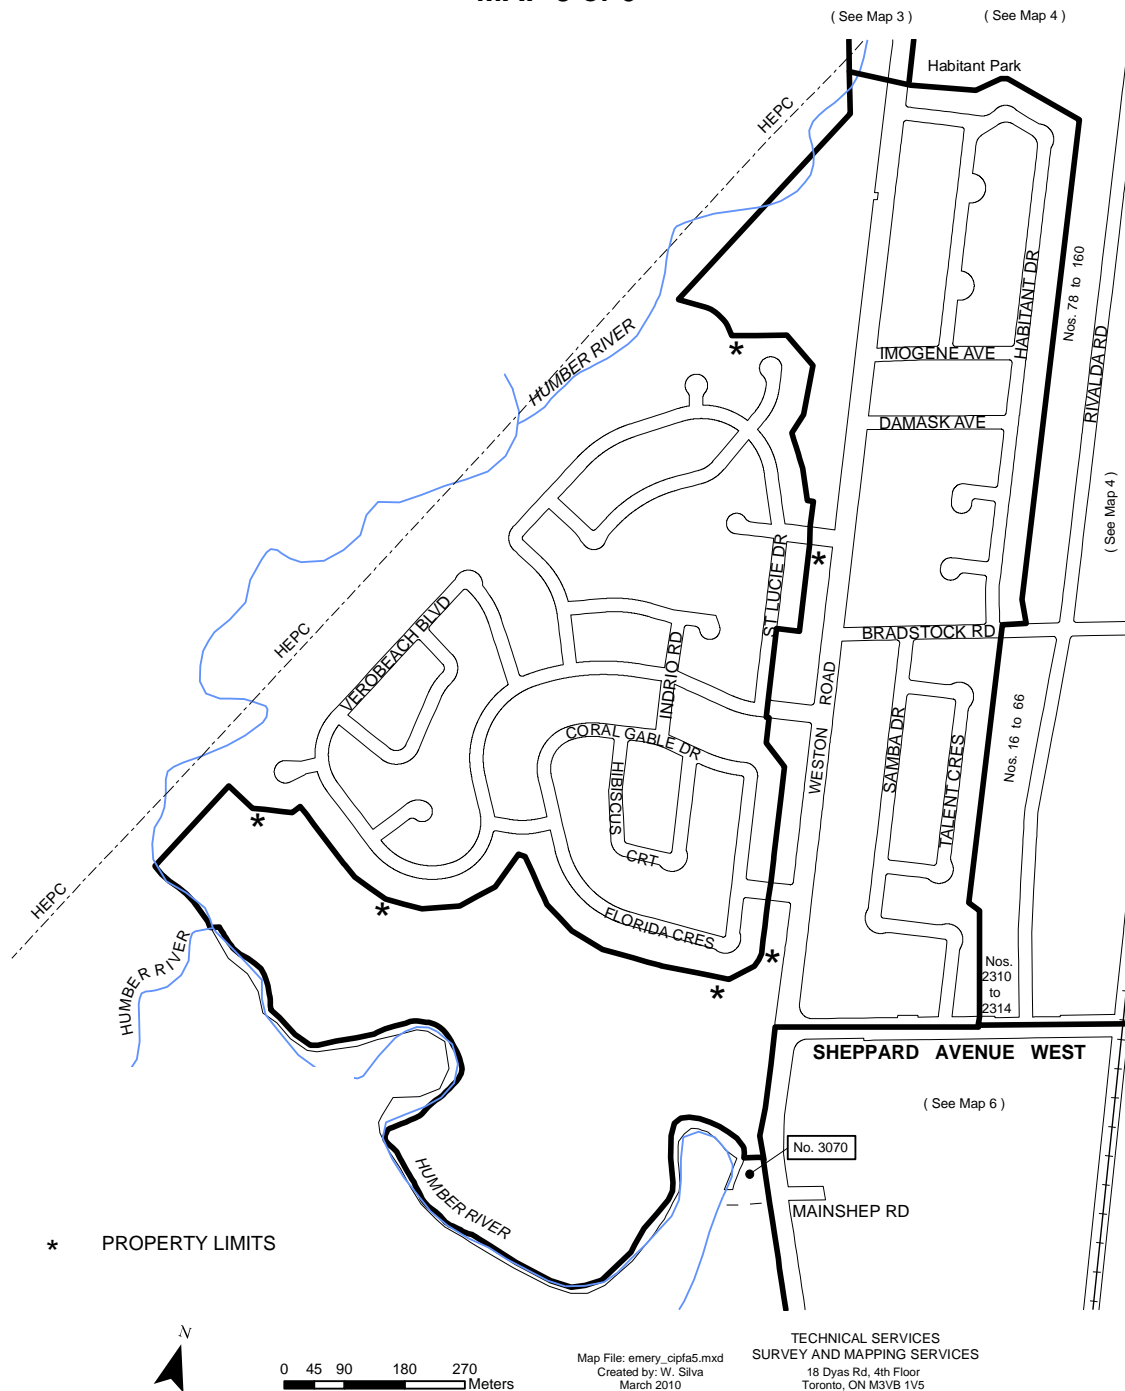 ( See Map 3 )
( See Map 4 )
Habitant Park
HEPC
HABITANT DR
Nos. 78 to 160
RIVALDA RD
( See Map 4 )
HUMBER RIVER
*
IMOGENE AVE
DAMASK AVE
ST LUCIE DR
*
BRADSTOCK RD
HEPC
VEROBEACH BLVD
INDRIO RD
CORAL GABLE DR
HIBISCUS
CRT
WESTON ROAD
SAMBA DR
TALENT CRES
Nos. 16 to 66
*
*
HEPC
FLORIDA CRES
*
*
HUMBER RIVER
Nos.
2310
to
2314
SHEPPARD AVENUE WEST
( See Map 6 )
No. 3070
HUMBER RIVER
MAINSHEP RD
* PROPERTY LIMITS
N
0 45 90 180 270
Meters
Map File: emery_cipfa5.mxd
Created by: W. Silva
March 2010
TECHNICAL SERVICES
SURVEY AND MAPPING SERVICES
18 Dyas Rd, 4th Floor
Toronto, ON M3VB 1V5